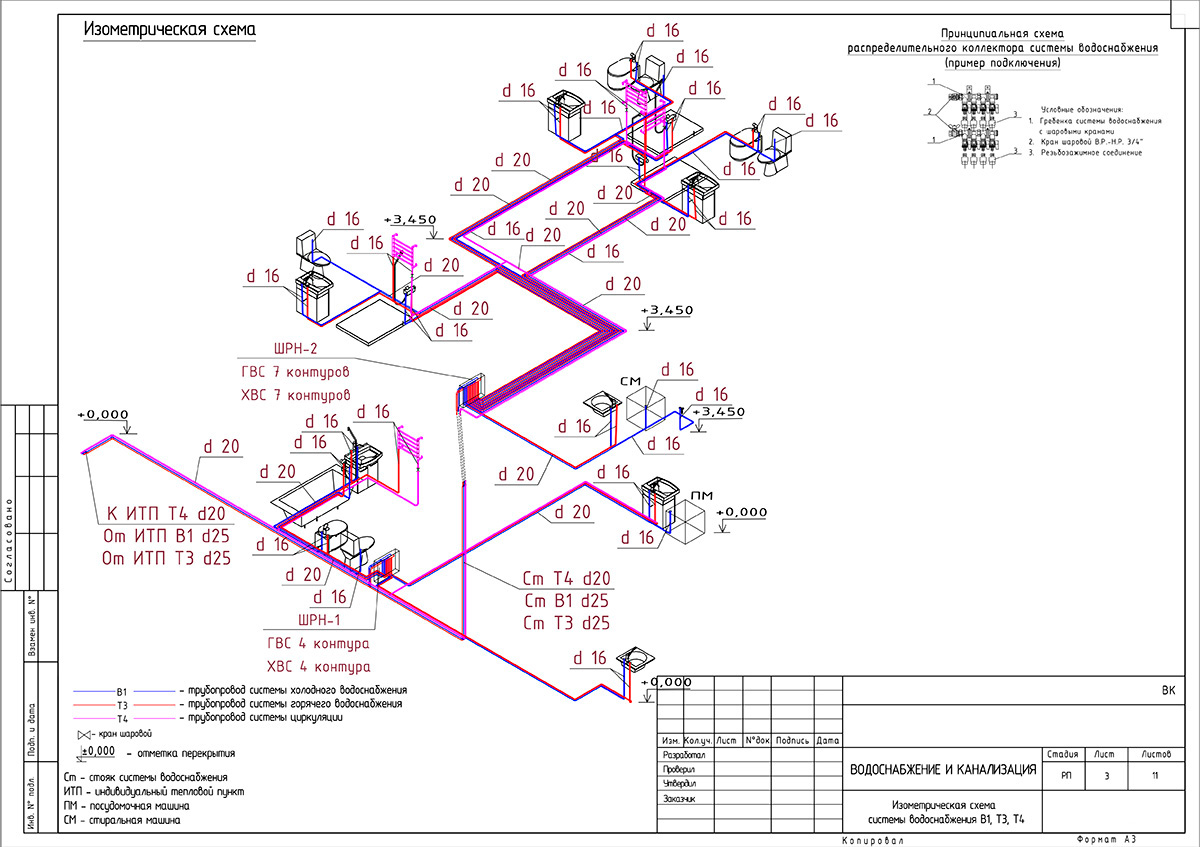 Изометрическая схема
Принципиальная схема
распределительного коллектора системы водоснабжения
(пример подключения)
Условные обозначения:
1. Гребенка системы водоснабжения
с шаровыми кранами
2. Кран шаровой В.Р.-Н.Р. 3/4"
3. Резьбозажимное соединение
1
2
1
3
3
d 16
d 16
d 16
d 16
d 16
d 16
d 16
d 16
d 16
d 16
d 20
d 20
d 20
d 20
d 16
d 20
+3,450
d 16
d 20
d 16
d 16
d 16
d 20
d 16
d 20
d 20
d 16
+3,450
ШРН-2
ГВС 7 контуров
ХВС 7 контуров
СМ
d 16
d 16
+3,450
d 16
d 16
d 20
+0,000
d 20
d 16
d 16
d 16
d 20
d 16
ПМ
+0,000
d 20
d 16
К ИТП Т4 d20
От ИТП В1 d25
От ИТП Т3 d25
d 16
d 20
d 16
Ст Т4 d20
Ст В1 d25
Ст Т3 d25
ШРН-1
ГВС 4 контура
ХВС 4 контура
d 16
+0,000
В1 - трубопровод системы холодного водоснабжения
Т3 - трубопровод системы горячего водоснабжения
Т4 - трубопровод системы циркуляции
- кран шаровой
±0,000 - отметка перекрытия
Ст - стояк системы водоснабжения
ИТП - индивидуальный тепловой пункт
ПМ - посудомочная машина
СМ - стиральная машина
Согласовано
Взамен инв. N°
Подп. и дата
Инв. N° подл.
ВК
Изм. Кол.уч. Лист N°док Подпись Дата
Разработал
Проверил
Утвердил
Заказчик
ВОДОСНАБЖЕНИЕ И КАНАЛИЗАЦИЯ
Стадия Лист Листов
РП 3 11
Изометрическая схема
системы водоснабжения В1, Т3, Т4
Копировал
Формат А3